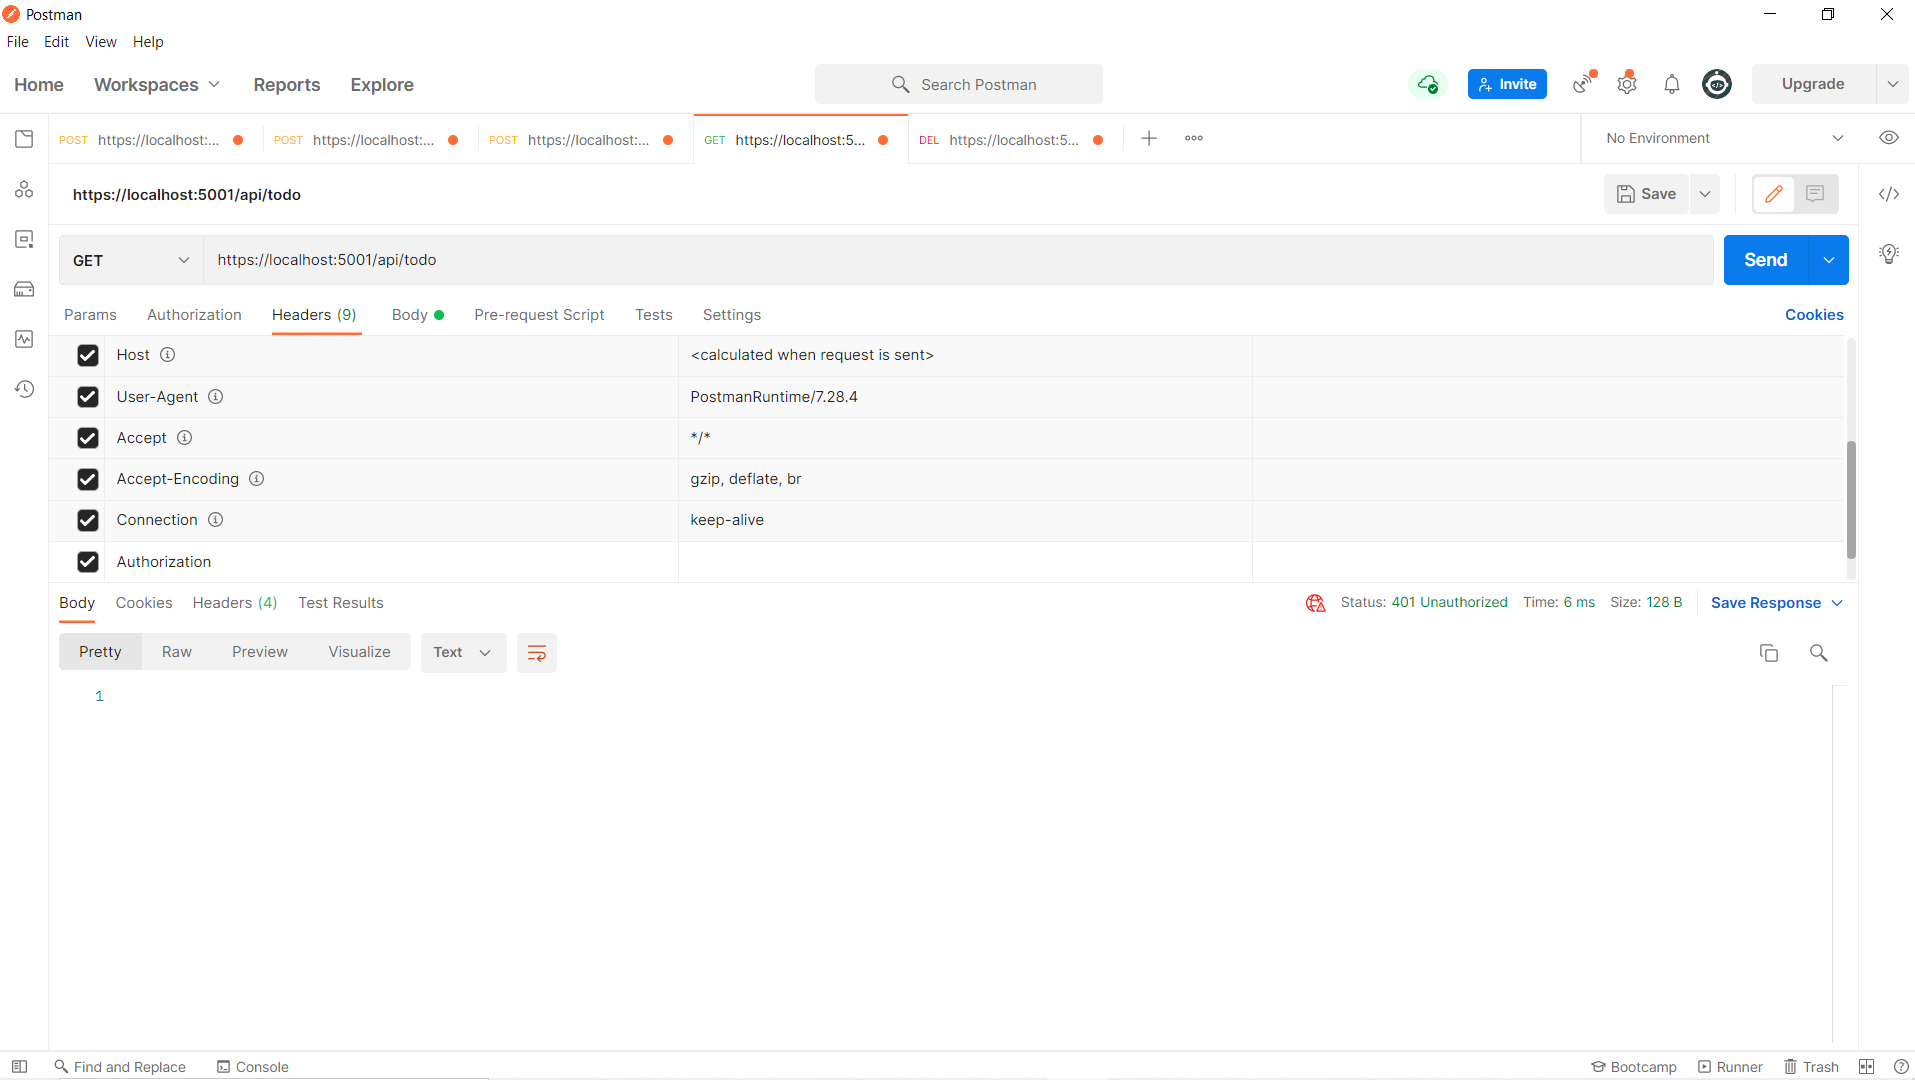 Postman
File Edit View Help
Home Workspaces Reports Explore Search Postman Invite Upgrade
POST https://localhost:... POST https://localhost:... POST https://localhost:... GET https://localhost:5... DEL https://localhost:5... No Environment
https://localhost:5001/api/todo Save
GET https://localhost:5001/api/todo Send
Params Authorization Headers (9) Body Pre-request Script Tests Settings Cookies
Host <calculated when request is sent>
User-Agent PostmanRuntime/7.28.4
Accept */*
Accept-Encoding gzip, deflate, br
Connection keep-alive
Authorization
Body Cookies Headers (4) Test Results Status: 401 Unauthorized Time: 6 ms Size: 128 B Save Response
Pretty Raw Preview Visualize Text
1
Find and Replace Console Bootcamp Runner Trash